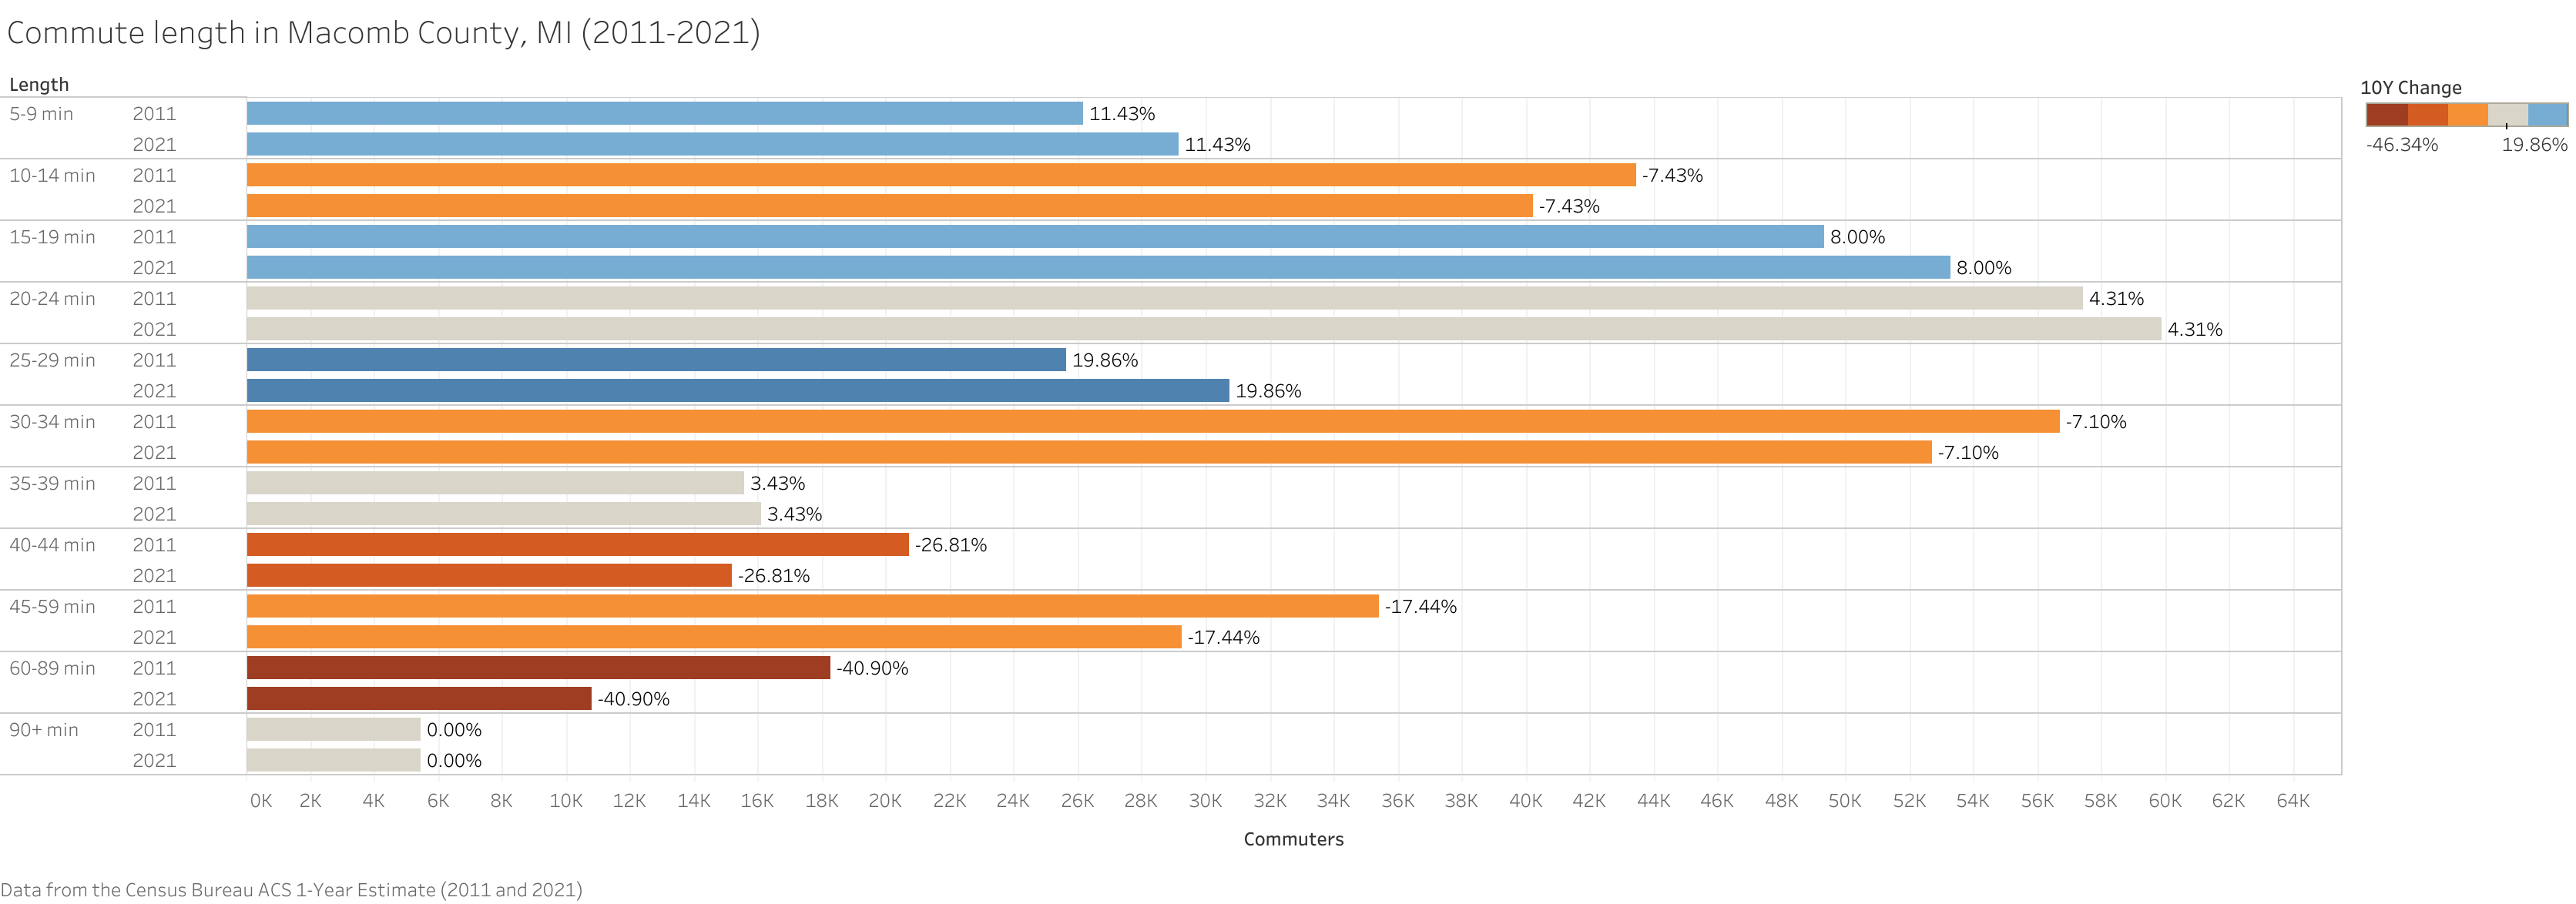 Commute length in Macomb County, MI (2011-2021)
Length
10Y Change
-46.34% 19.86%
5-9 min 2011 11.43%
2021 11.43%
10-14 min 2011 -7.43%
2021 -7.43%
15-19 min 2011 8.00%
2021 8.00%
20-24 min 2011 4.31%
2021 4.31%
25-29 min 2011 19.86%
2021 19.86%
30-34 min 2011 -7.10%
2021 -7.10%
35-39 min 2011 3.43%
2021 3.43%
40-44 min 2011 -26.81%
2021 -26.81%
45-59 min 2011 -17.44%
2021 -17.44%
60-89 min 2011 -40.90%
2021 -40.90%
90+ min 2011 0.00%
2021 0.00%
0K 2K 4K 6K 8K 10K 12K 14K 16K 18K 20K 22K 24K 26K 28K 30K 32K 34K 36K 38K 40K 42K 44K 46K 48K 50K 52K 54K 56K 58K 60K 62K 64K
Commuters
Data from the Census Bureau ACS 1-Year Estimate (2011 and 2021)